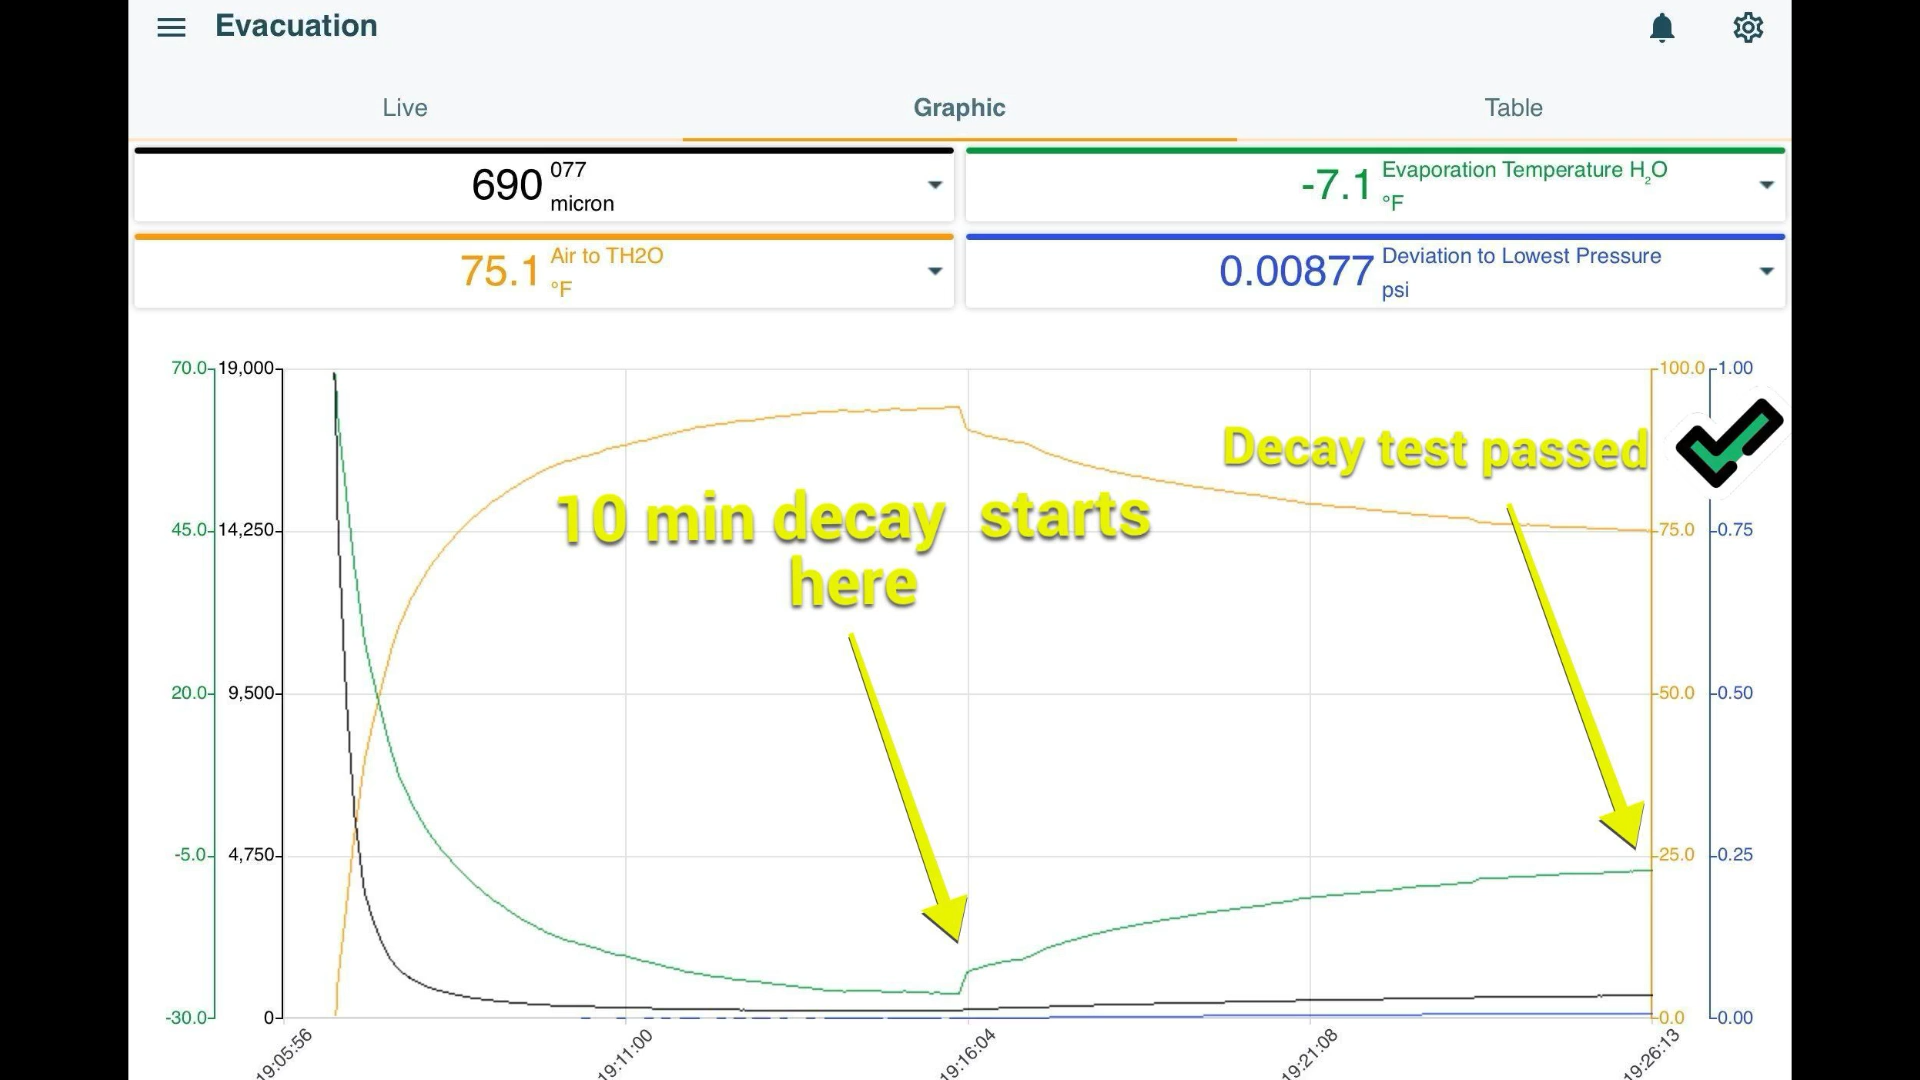 Evacuation
Live
Graphic
Table
690 077 micron
-7.1 Evaporation Temperature H₂O °F
75.1 Air to TH2O °F
0.00877 Deviation to Lowest Pressure psi
70.0 19,000 100.0 1.00
Decay test passed
10 min decay starts
here
45.0 14,250 75.0 0.75
20.0 9,500 50.0 0.50
-5.0 4,750 25.0 0.25
-30.0 0 0.0 0.00
19:05:56 19:11:00 19:16:04 19:21:08 19:26:13